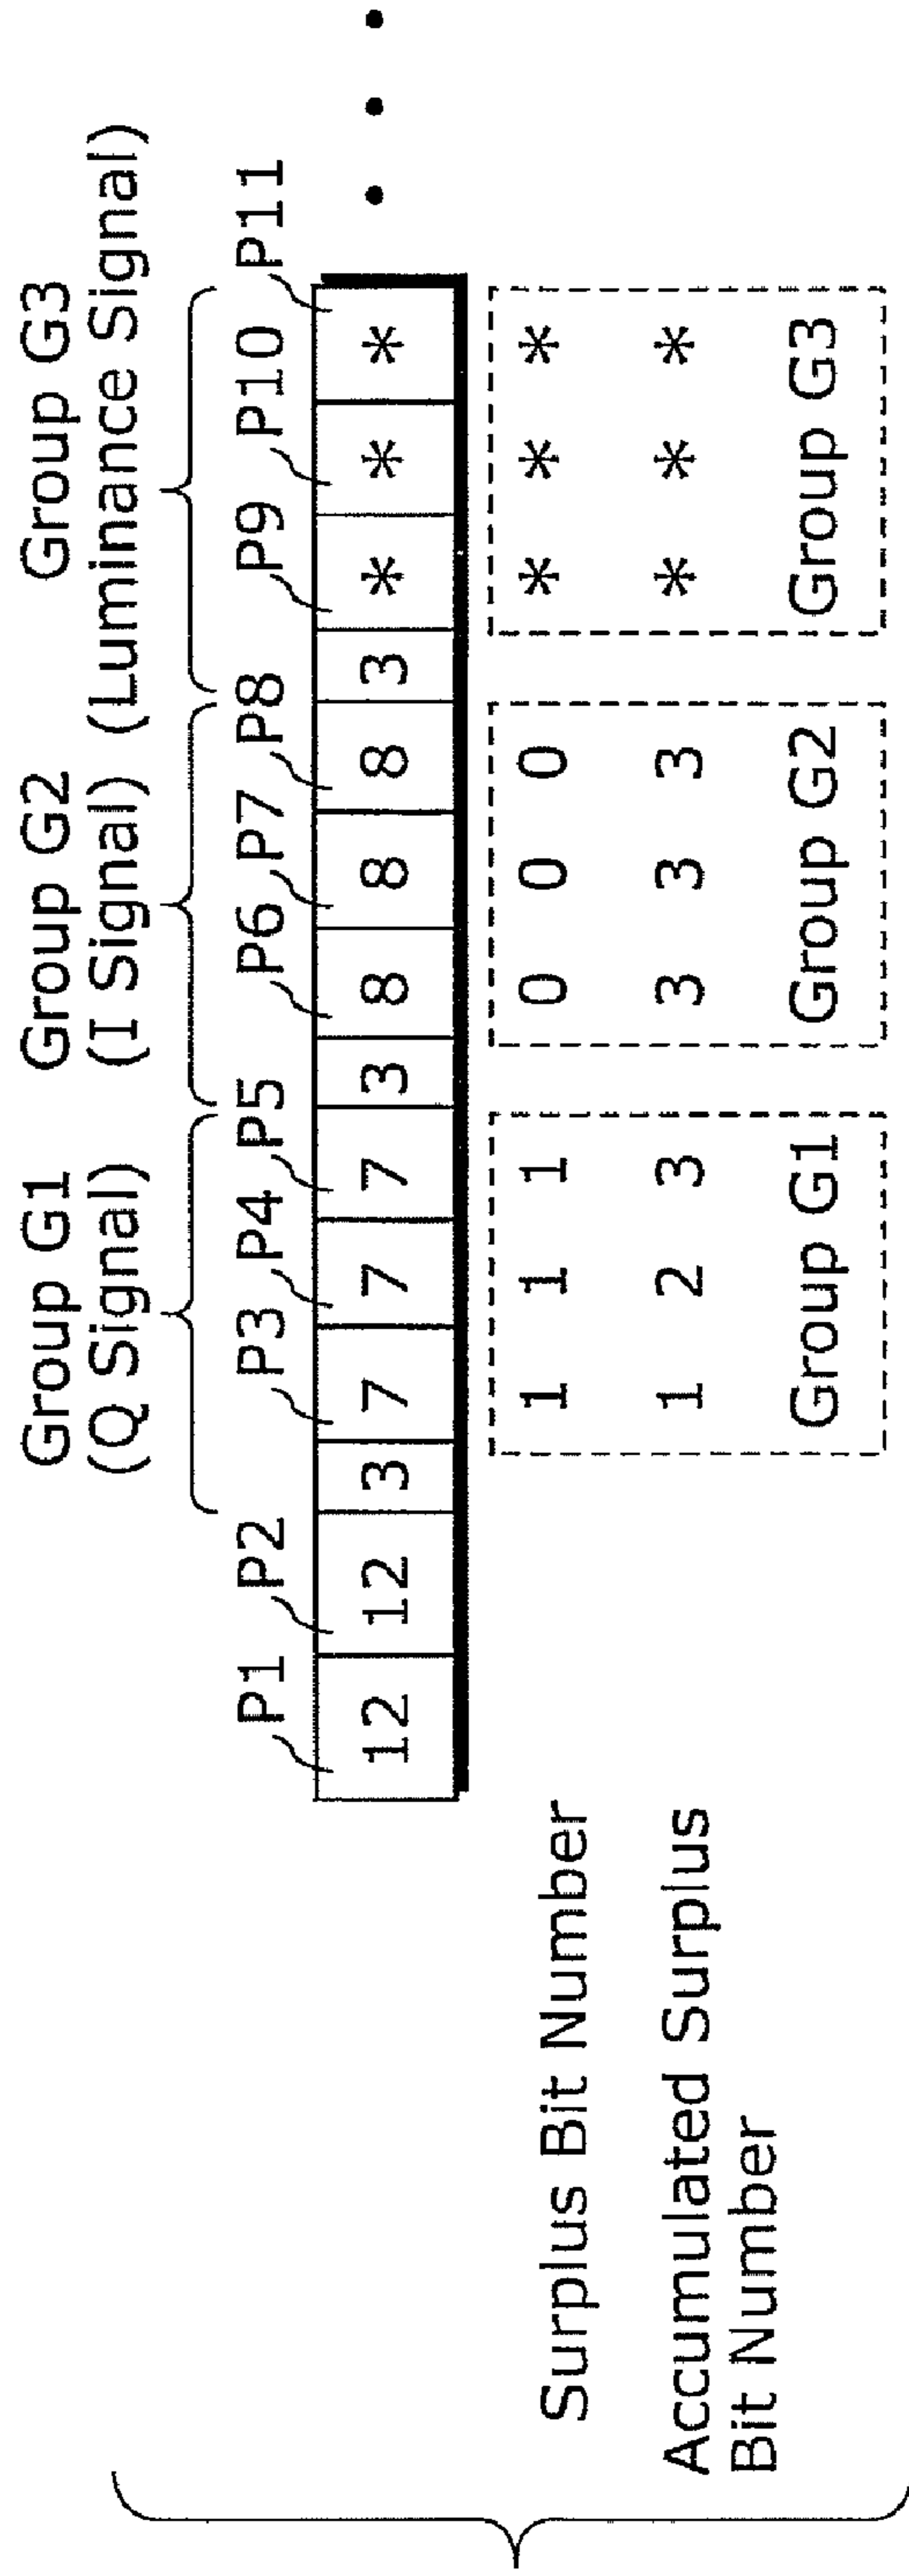 Group G1
(Q Signal)
Group G2
(I Signal)
Group G3
(Luminance Signal)
P1 P2 P3 P4 P5 P6 P7 P8 P9 P10 P11
12 12 3 7 7 7 3 8 8 8 3 * * *
Surplus Bit Number 1 1 1 0 0 0 * * *
Accumulated Surplus
Bit Number 1 2 3 3 3 3 * * *
Group G1 Group G2 Group G3